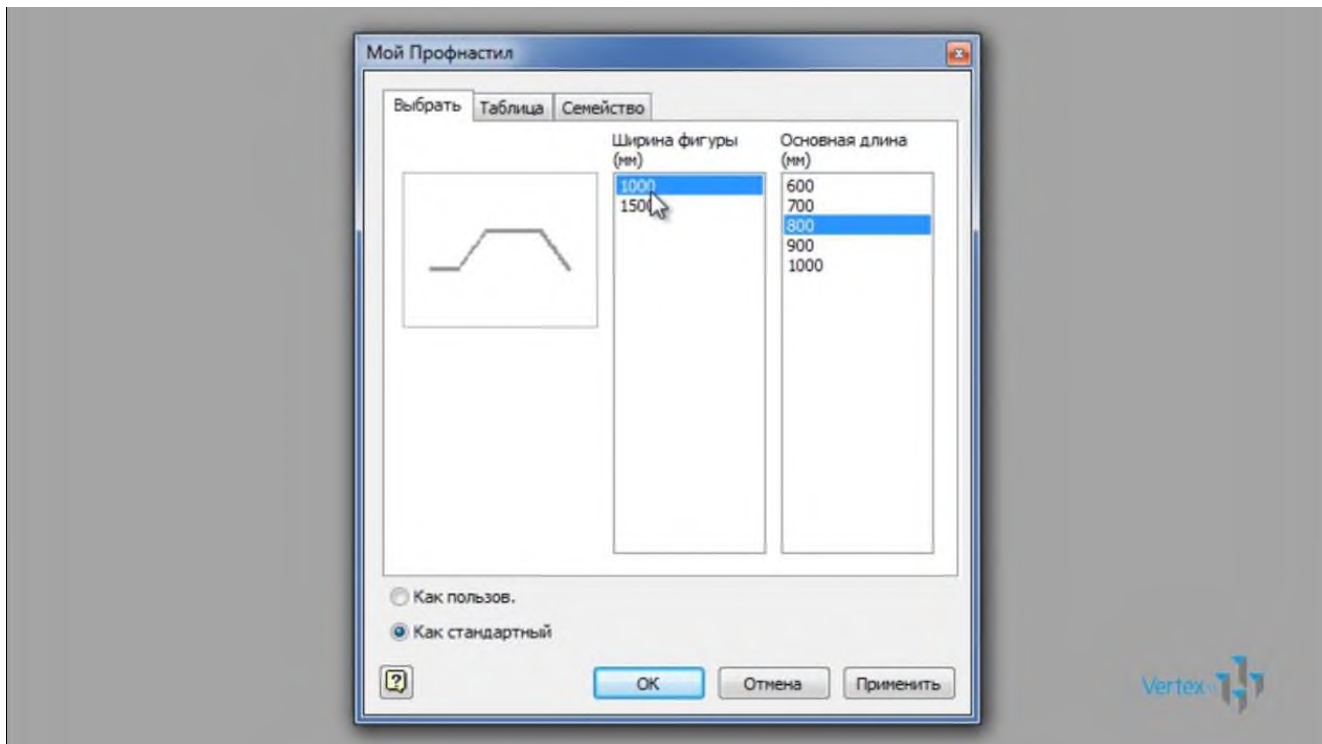 Мой Профнастил
Выбрать Таблица Семейство
Ширина фигуры (мм)
1000
1500
Основная длина (мм)
600
700
800
900
1000
Как пользов.
Как стандартный
ОК Отмена Применить
Vertex